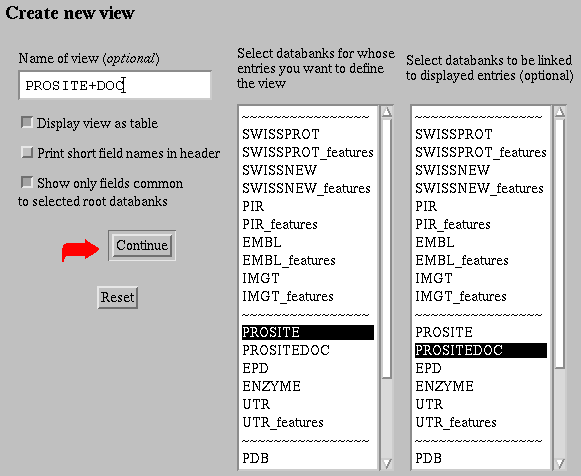 Create new view
Name of view (optional)
PROSITE+DOC
Display view as table
Print short field names in header
Show only fields common
to selected root databanks
Continue
Reset
Select databanks for whose
entries you want to define
the view
~~~~~~~~~~~~~~~~
SWISSPROT
SWISSPROT_features
SWISSNEW
SWISSNEW_features
PIR
PIR_features
EMBL
EMBL_features
IMGT
IMGT_features
~~~~~~~~~~~~~~~~
PROSITE
PROSITEDOC
EPD
ENZYME
UTR
UTR_features
~~~~~~~~~~~~~~~~
PDB
Select databanks to be linked
to displayed entries (optional)
~~~~~~~~~~~~~~~~
SWISSPROT
SWISSPROT_features
SWISSNEW
SWISSNEW_features
PIR
PIR_features
EMBL
EMBL_features
IMGT
IMGT_features
~~~~~~~~~~~~~~~~
PROSITE
PROSITEDOC
EPD
ENZYME
UTR
UTR_features
~~~~~~~~~~~~~~~~
PDB